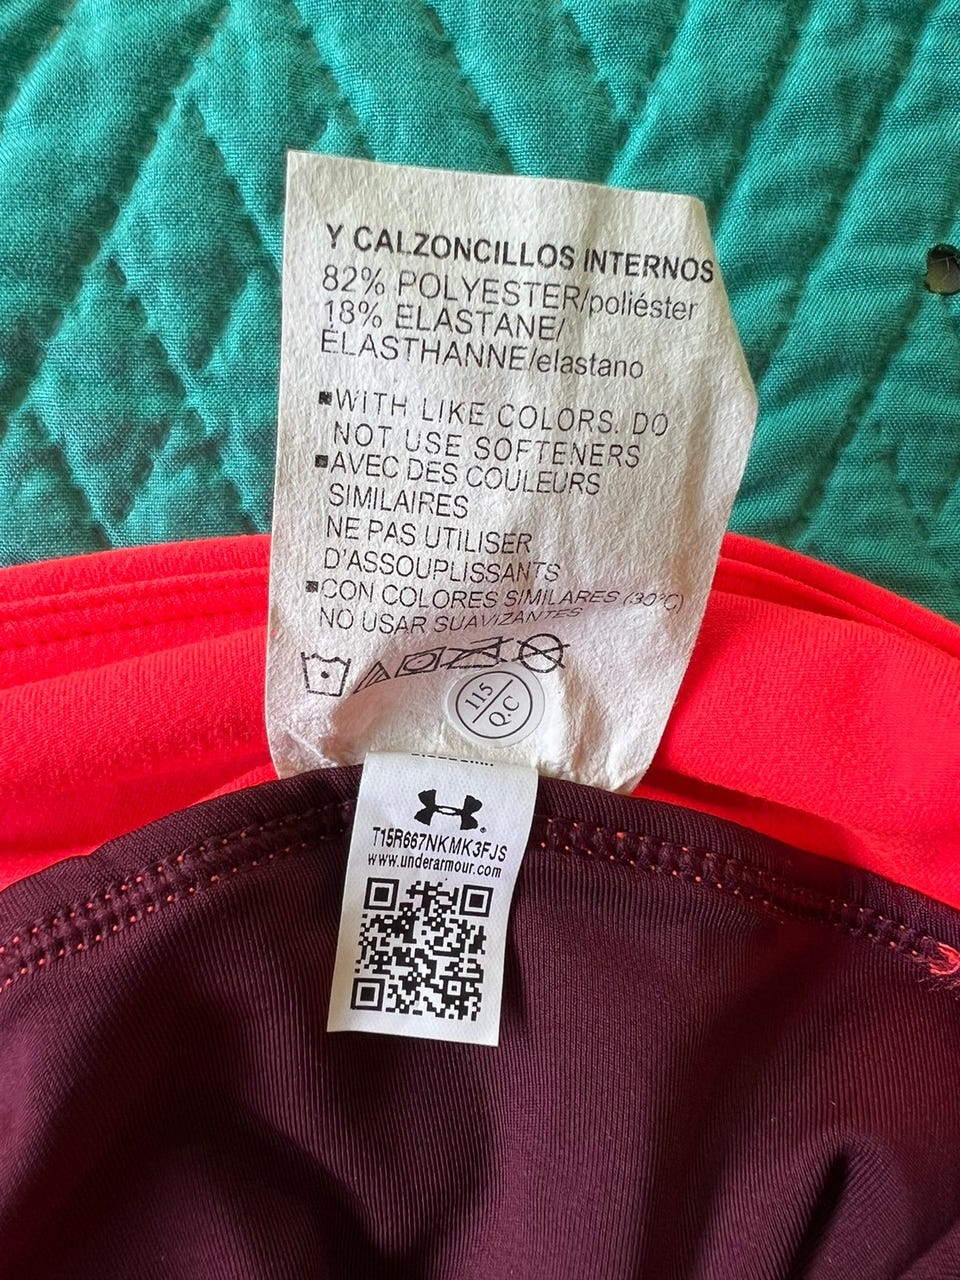 Y CALZONCILLOS INTERNOS
82% POLYESTER/poliéster
18% ELASTANE/
ÉLASTHANNE/elastano
WITH LIKE COLORS. DO
NOT USE SOFTENERS
AVEC DES COULEURS
SIMILAIRES
NE PAS UTILISER
D'ASSOUPLISSANTS
CON COLORES SIMILARES (30°C)
NO USAR SUAVIZANTES
115
Q.C
T15R667NKMK3FJS
www.underarmour.com